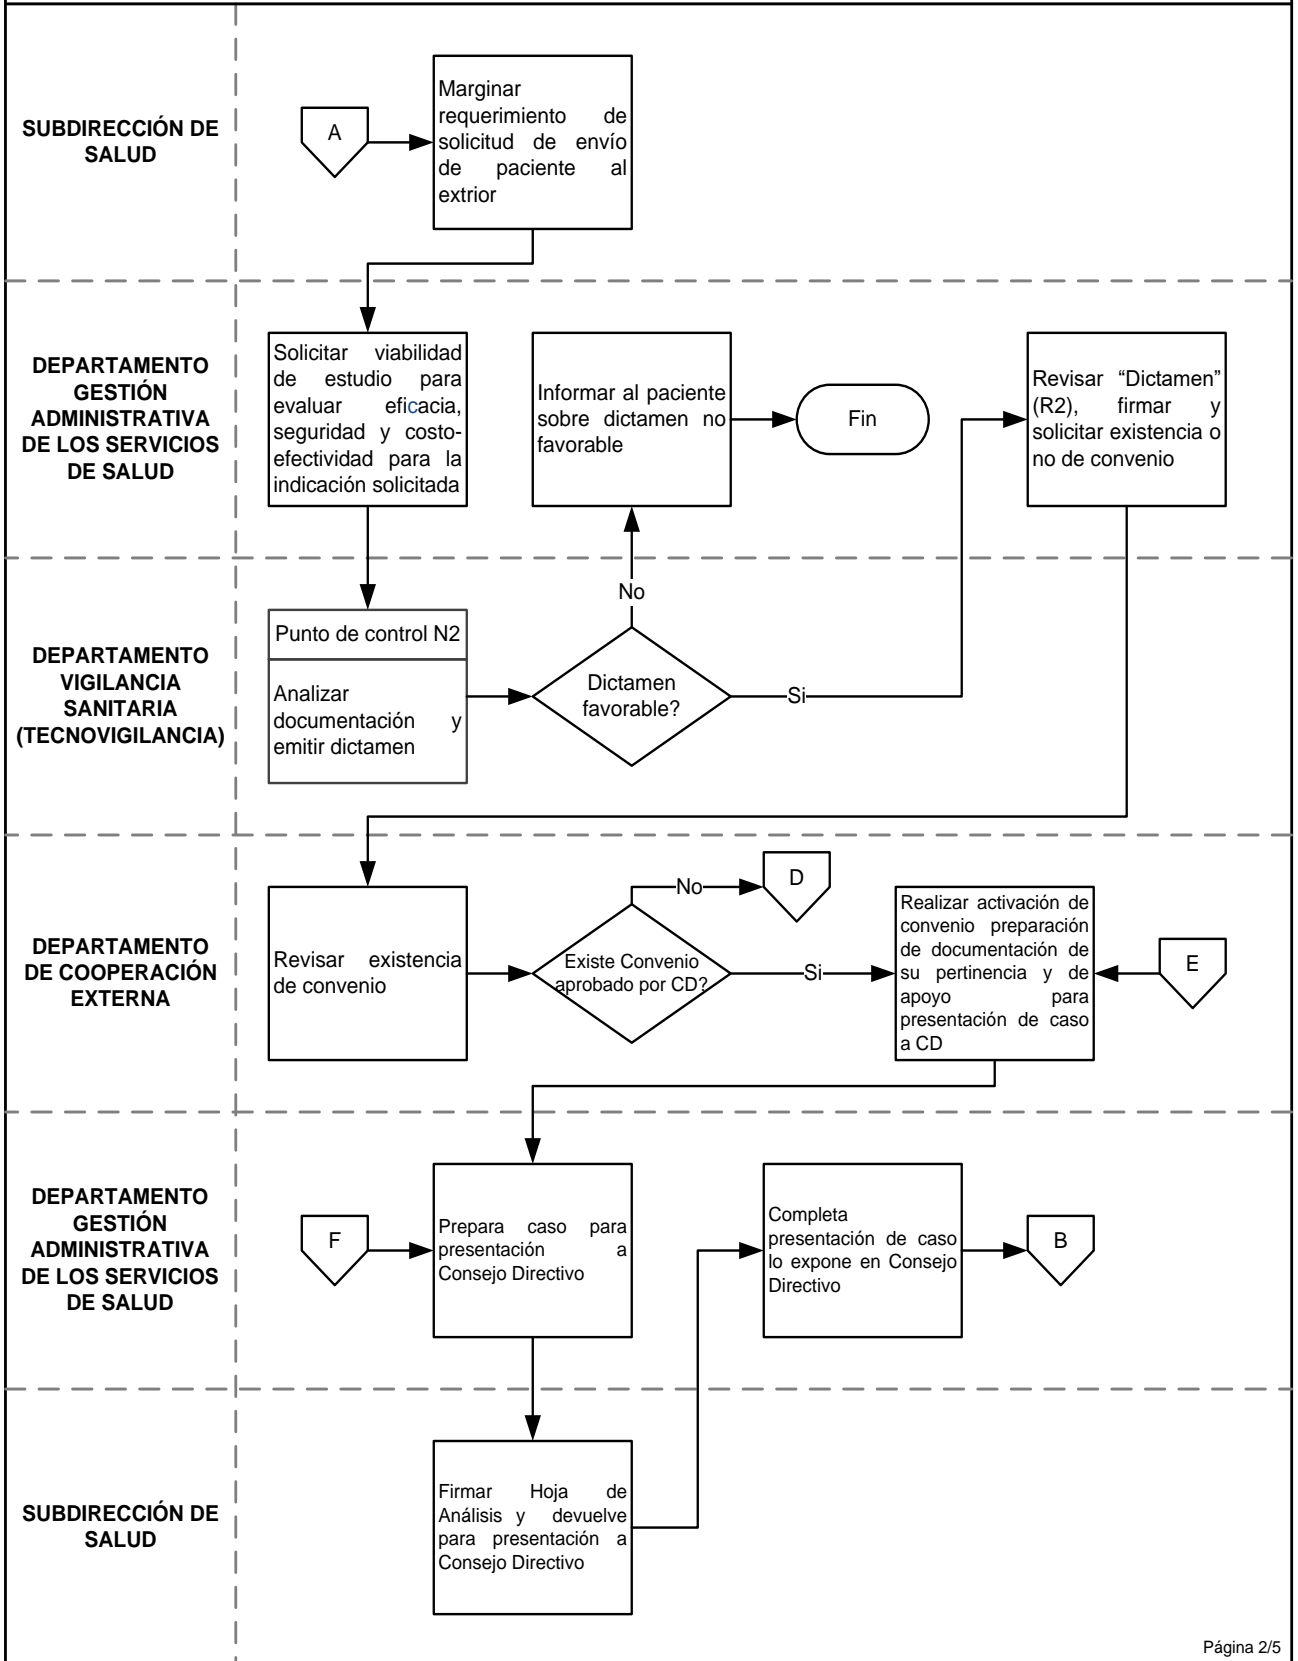 SUBDIRECCIÓN DE
SALUD
A
Marginar
requerimiento de
solicitud de envío
de paciente al
extrior
DEPARTAMENTO
GESTIÓN
ADMINISTRATIVA
DE LOS SERVICIOS
DE SALUD
Solicitar viabilidad
de estudio para
evaluar eficacia,
seguridad y costo-
efectividad para la
indicación solicitada
Informar al paciente
sobre dictamen no
favorable
Fin
Revisar “Dictamen”
(R2), firmar y
solicitar existencia o
no de convenio
DEPARTAMENTO
VIGILANCIA
SANITARIA
(TECNOVIGILANCIA)
Punto de control N2
Analizar
documentación y
emitir dictamen
No
Dictamen
favorable?
Si
DEPARTAMENTO
DE COOPERACIÓN
EXTERNA
Revisar existencia
de convenio
Existe Convenio
aprobado por CD?
No
D
Si
Realizar activación de
convenio preparación
de documentación de
su pertinencia y de
apoyo para
presentación de caso
a CD
E
DEPARTAMENTO
GESTIÓN
ADMINISTRATIVA
DE LOS SERVICIOS
DE SALUD
F
Prepara caso para
presentación a
Consejo Directivo
Completa
presentación de caso
lo expone en Consejo
Directivo
B
SUBDIRECCIÓN DE
SALUD
Firmar Hoja de
Análisis y devuelve
para presentación a
Consejo Directivo
Página 2/5